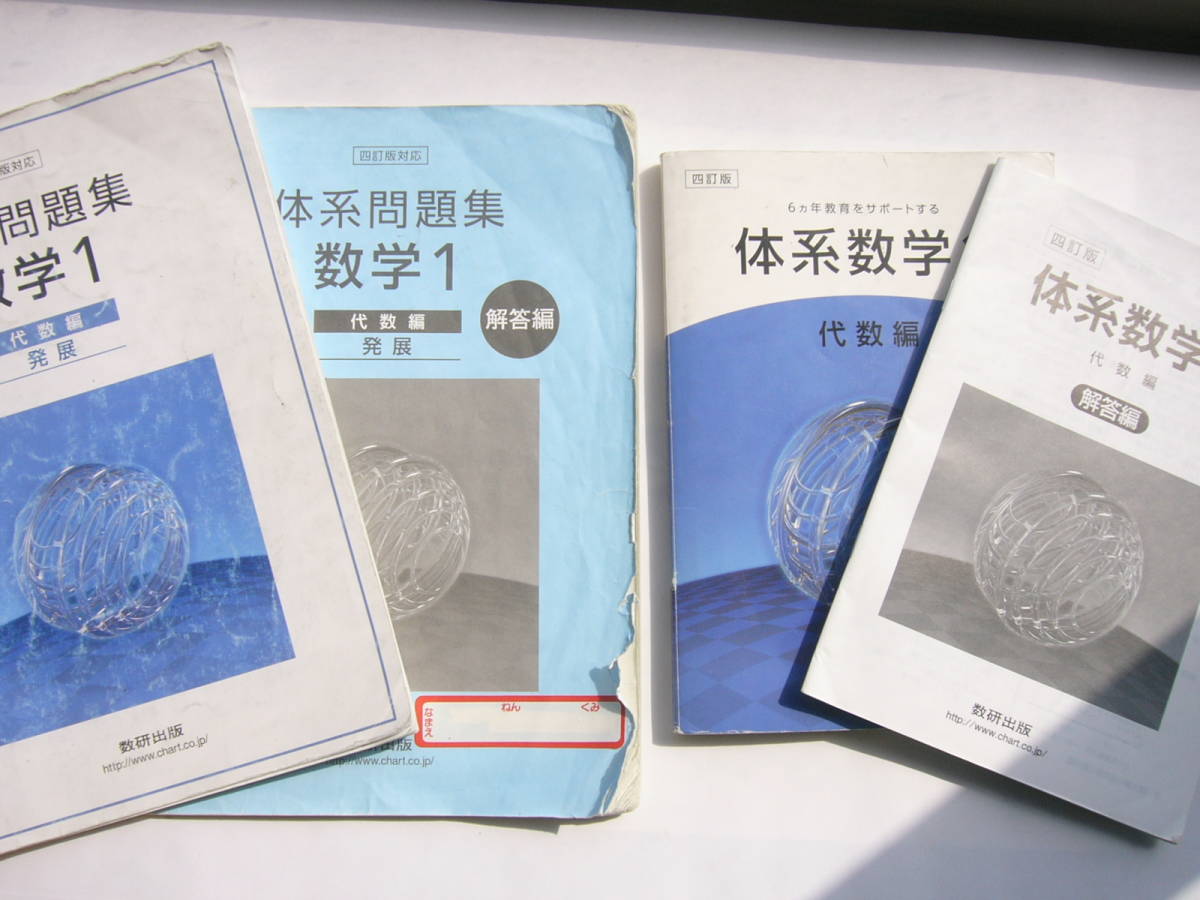 版対応
問題集
数学1
代数編
発展
数研出版
http://www.chart.co.jp/
四訂版対応
体系問題集
数学1
代数編
発展
解答編
なまえ
ねん
くみ
研出版
http://www.chart.co.jp/
四訂版
6ヵ年教育をサポートする
体系数学
代数編
四訂版
体系数学
代数編
解答編
数研出版
http://www.chart.co.jp/